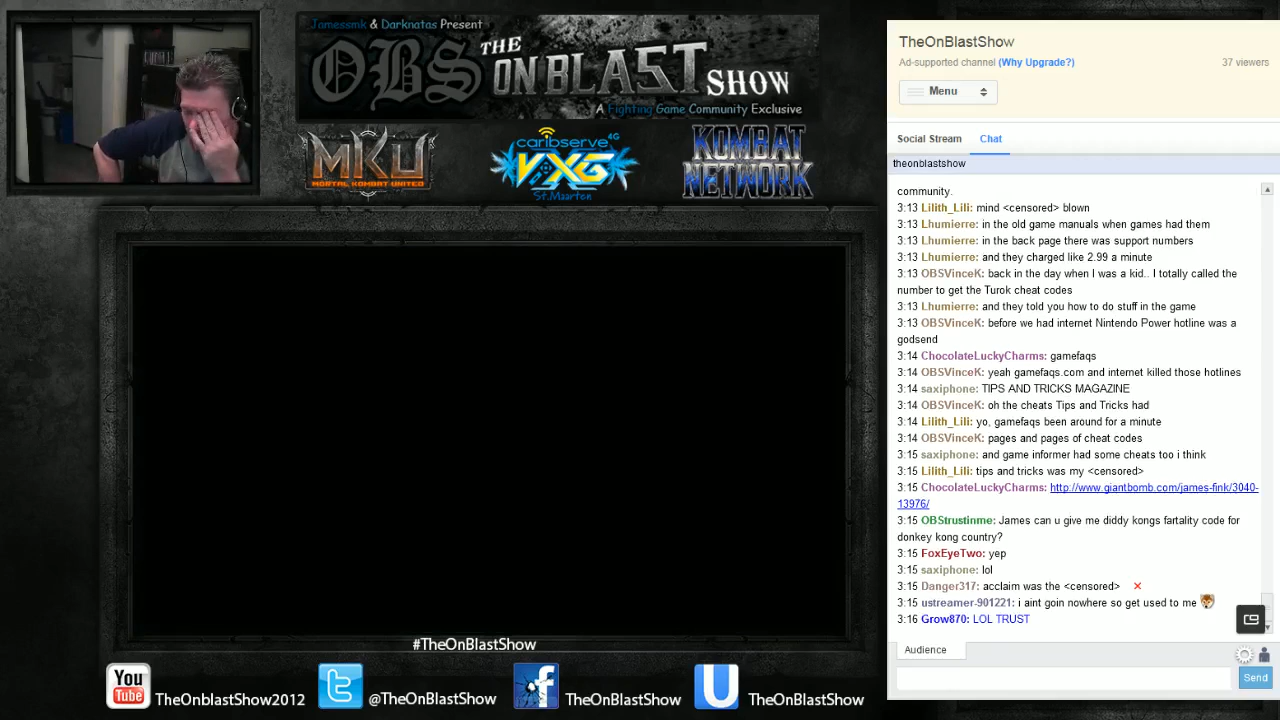 Jamessmk & Darknatas Present
OBS THE ON BLAST SHOW
A Fighting Game Community Exclusive
MKU
MORTAL KOMBAT UNITED
caribserve 4G
VXG
St.Maarten
KOMBAT
NETWORK
#TheOnBlastShow
You
Tube
TheOnblastShow2012
t
@TheOnBlastShow
f
TheOnBlastShow
U
TheOnBlastShow
TheOnBlastShow
Ad-supported channel (Why Upgrade?)
37 viewers
Menu
Social Stream
Chat
theonblastshow
community.
3:13 Lilith_Lili: mind <censored> blown
3:13 Lhumierre: in the old game manuals when games had them
3:13 Lhumierre: in the back page there was support numbers
3:13 Lhumierre: and they charged like 2.99 a minute
3:13 OBSVinceK: back in the day when I was a kid.. I totally called the
number to get the Turok cheat codes
3:13 Lhumierre: and they told you how to do stuff in the game
3:13 OBSVinceK: before we had internet Nintendo Power hotline was a
godsend
3:14 ChocolateLuckyCharms: gamefaqs
3:14 OBSVinceK: yeah gamefaqs.com and internet killed those hotlines
3:14 saxiphone: TIPS AND TRICKS MAGAZINE
3:14 OBSVinceK: oh the cheats Tips and Tricks had
3:14 Lilith_Lili: yo, gamefaqs been around for a minute
3:14 OBSVinceK: pages and pages of cheat codes
3:15 saxiphone: and game informer had some cheats too i think
3:15 Lilith_Lili: tips and tricks was my <censored>
3:15 ChocolateLuckyCharms: http://www.giantbomb.com/james-fink/3040-
13976/
3:15 OBStrustinme: James can u give me diddy kongs fartality code for
donkey kong country?
3:15 FoxEyeTwo: yep
3:15 saxiphone: lol
3:15 Danger317: acclaim was the <censored>
3:15 ustreamer-901221: i aint goin nowhere so get used to me
3:16 Grow870: LOL TRUST
Audience
Send